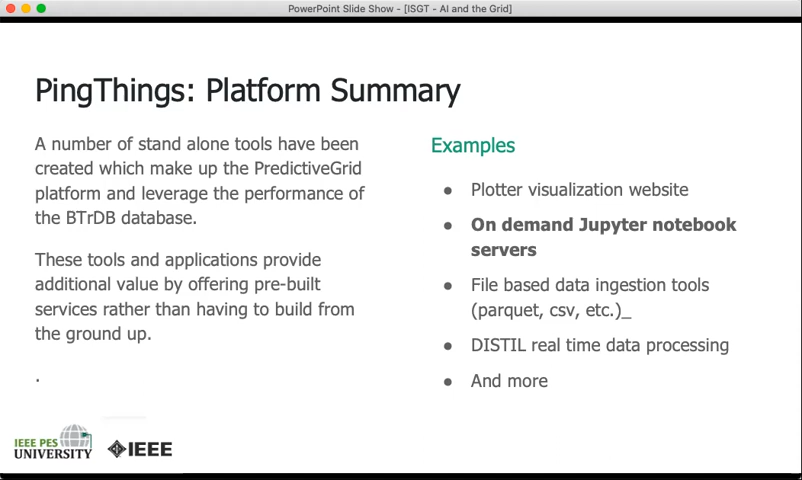 PowerPoint Slide Show - [ISGT - AI and the Grid]
PingThings: Platform Summary
A number of stand alone tools have been
created which make up the PredictiveGrid
platform and leverage the performance of
the BTrDB database.
These tools and applications provide
additional value by offering pre-built
services rather than having to build from
the ground up.
.
Examples
● Plotter visualization website
● On demand Jupyter notebook
servers
● File based data ingestion tools
(parquet, csv, etc.)_
● DISTIL real time data processing
● And more
IEEE PES
UNIVERSITY
IEEE